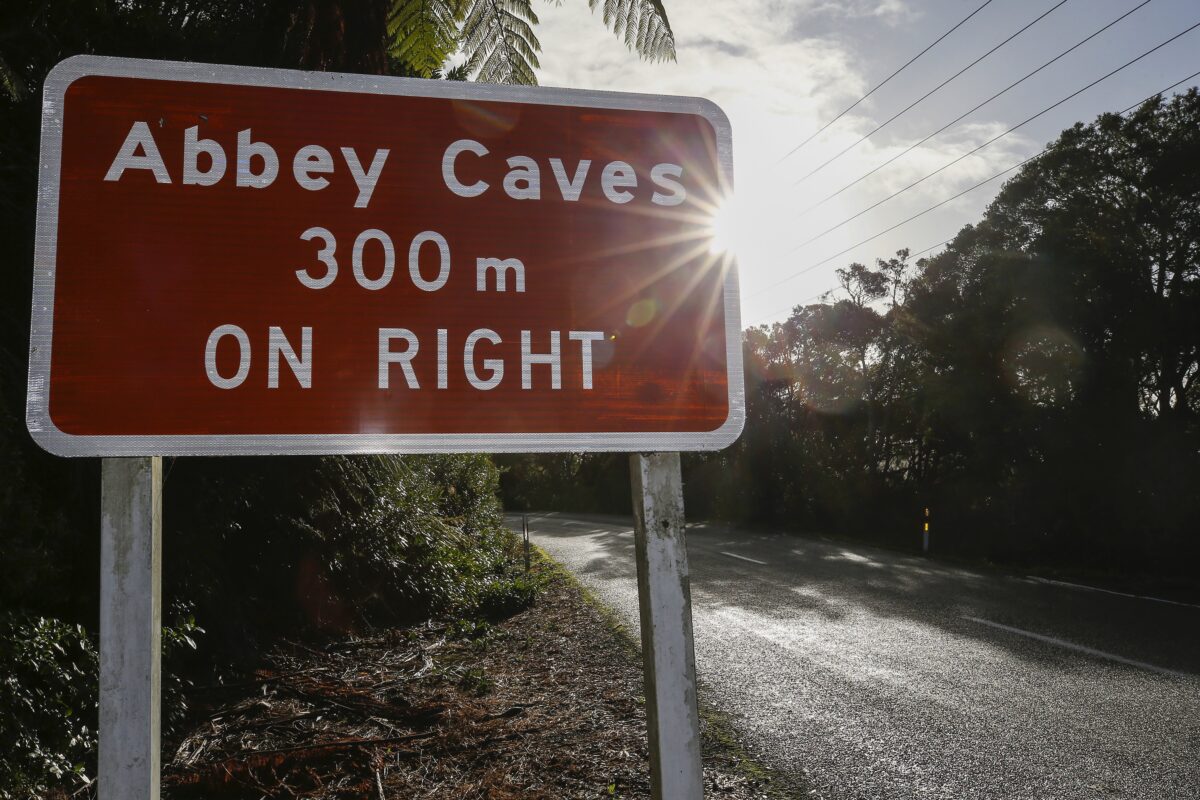 Abbey Caves
300 m
ON RIGHT